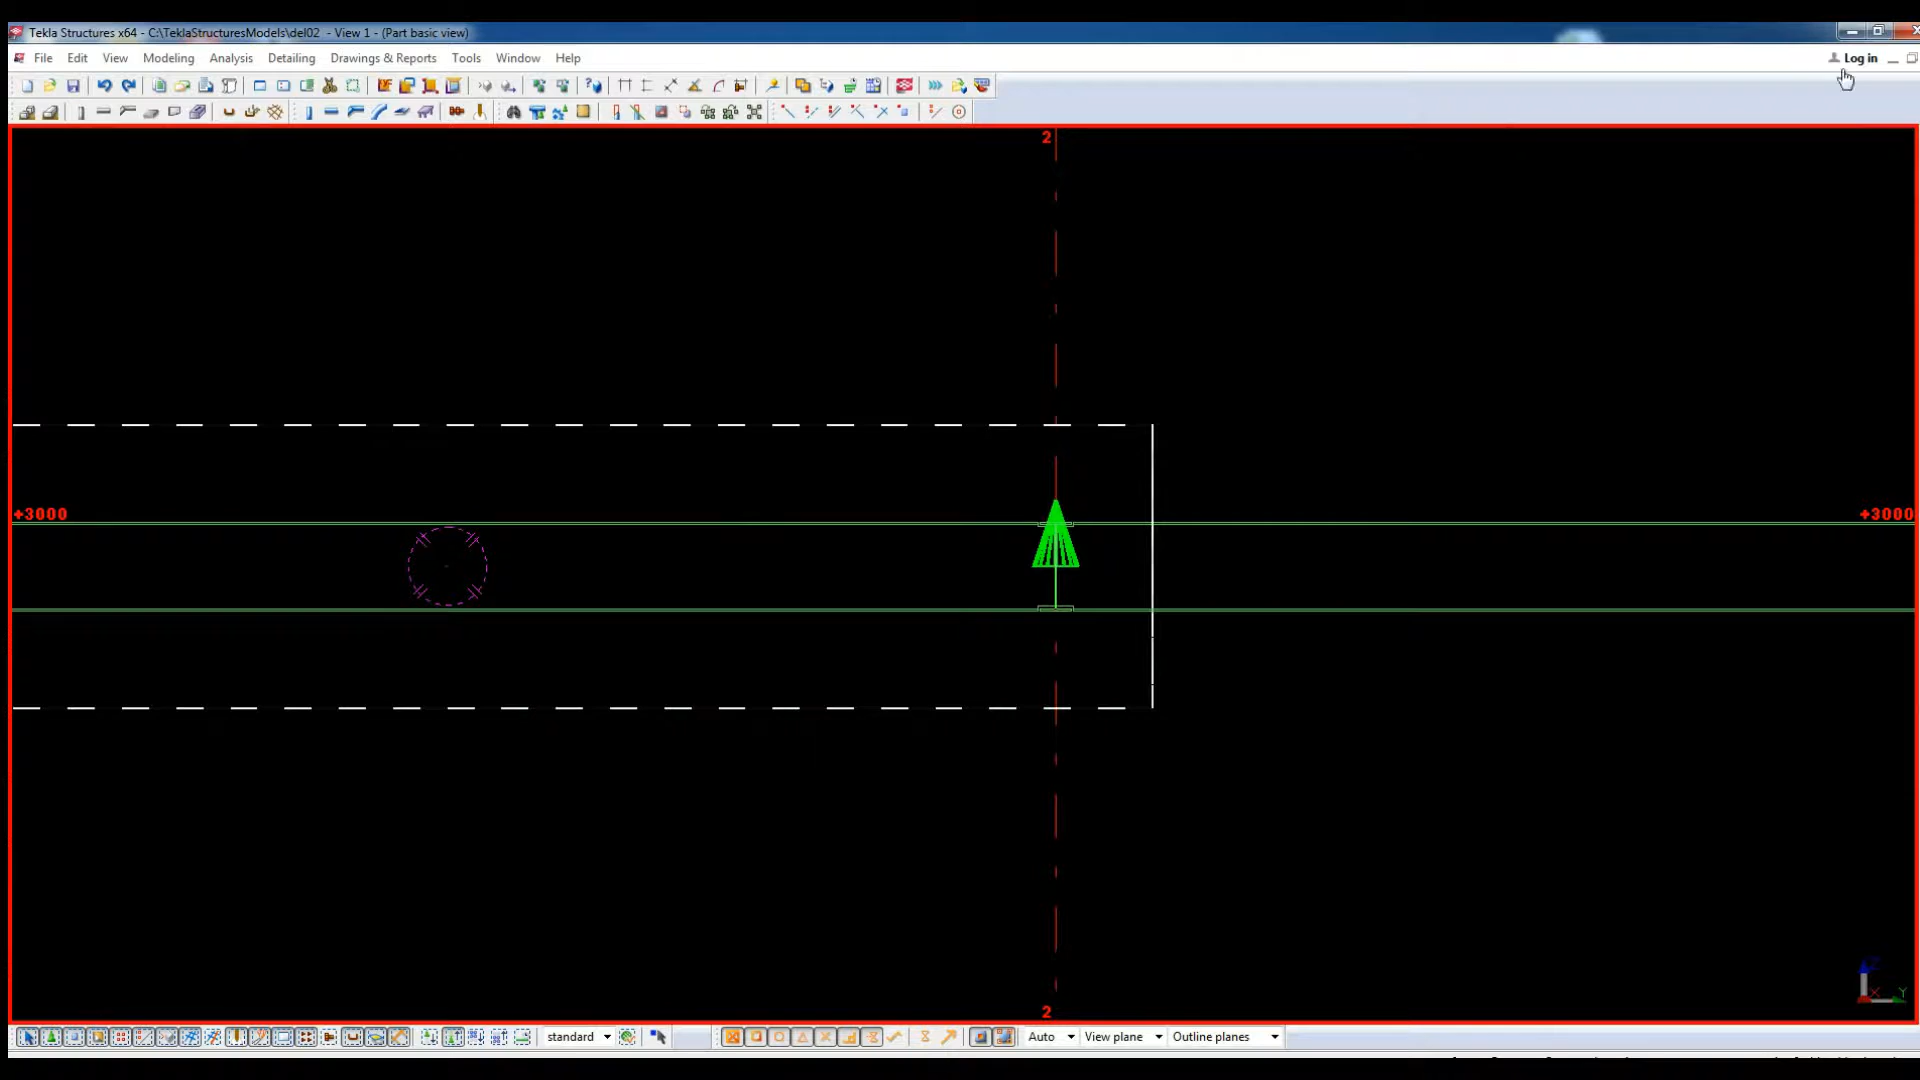 Tekla Structures x64 - C:\TeklaStructuresModels\del02 - View 1 - (Part basic view)
File Edit View Modeling Analysis Detailing Drawings & Reports Tools Window Help Log in
2
+3000 +3000
2
standard Auto View plane Outline planes